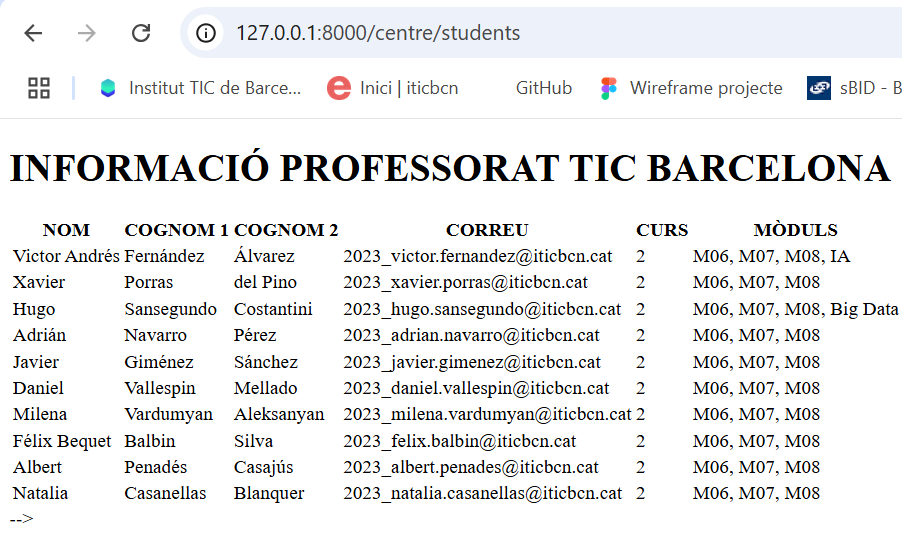 127.0.0.1:8000/centre/students
Institut TIC de Barce... Inici | iticbcn GitHub Wireframe projecte sBID - B
INFORMACIÓ PROFESSORAT TIC BARCELONA
NOM COGNOM 1 COGNOM 2 CORREU CURS MÒDULS
Victor Andrés Fernández Álvarez 2023_victor.fernandez@iticbcn.cat 2 M06, M07, M08, IA
Xavier Porras del Pino 2023_xavier.porras@iticbcn.cat 2 M06, M07, M08
Hugo Sansegundo Costantini 2023_hugo.sansegundo@iticbcn.cat 2 M06, M07, M08, Big Data
Adrián Navarro Pérez 2023_adrian.navarro@iticbcn.cat 2 M06, M07, M08
Javier Giménez Sánchez 2023_javier.gimenez@iticbcn.cat 2 M06, M07, M08
Daniel Vallespin Mellado 2023_daniel.vallespin@iticbcn.cat 2 M06, M07, M08
Milena Vardumyan Aleksanyan 2023_milena.vardumyan@iticbcn.cat 2 M06, M07, M08
Félix Bequet Balbin Silva 2023_felix.balbin@iticbcn.cat 2 M06, M07, M08
Albert Penadés Casajús 2023_albert.penades@iticbcn.cat 2 M06, M07, M08
Natalia Casanellas Blanquer 2023_natalia.casanellas@iticbcn.cat 2 M06, M07, M08
-->